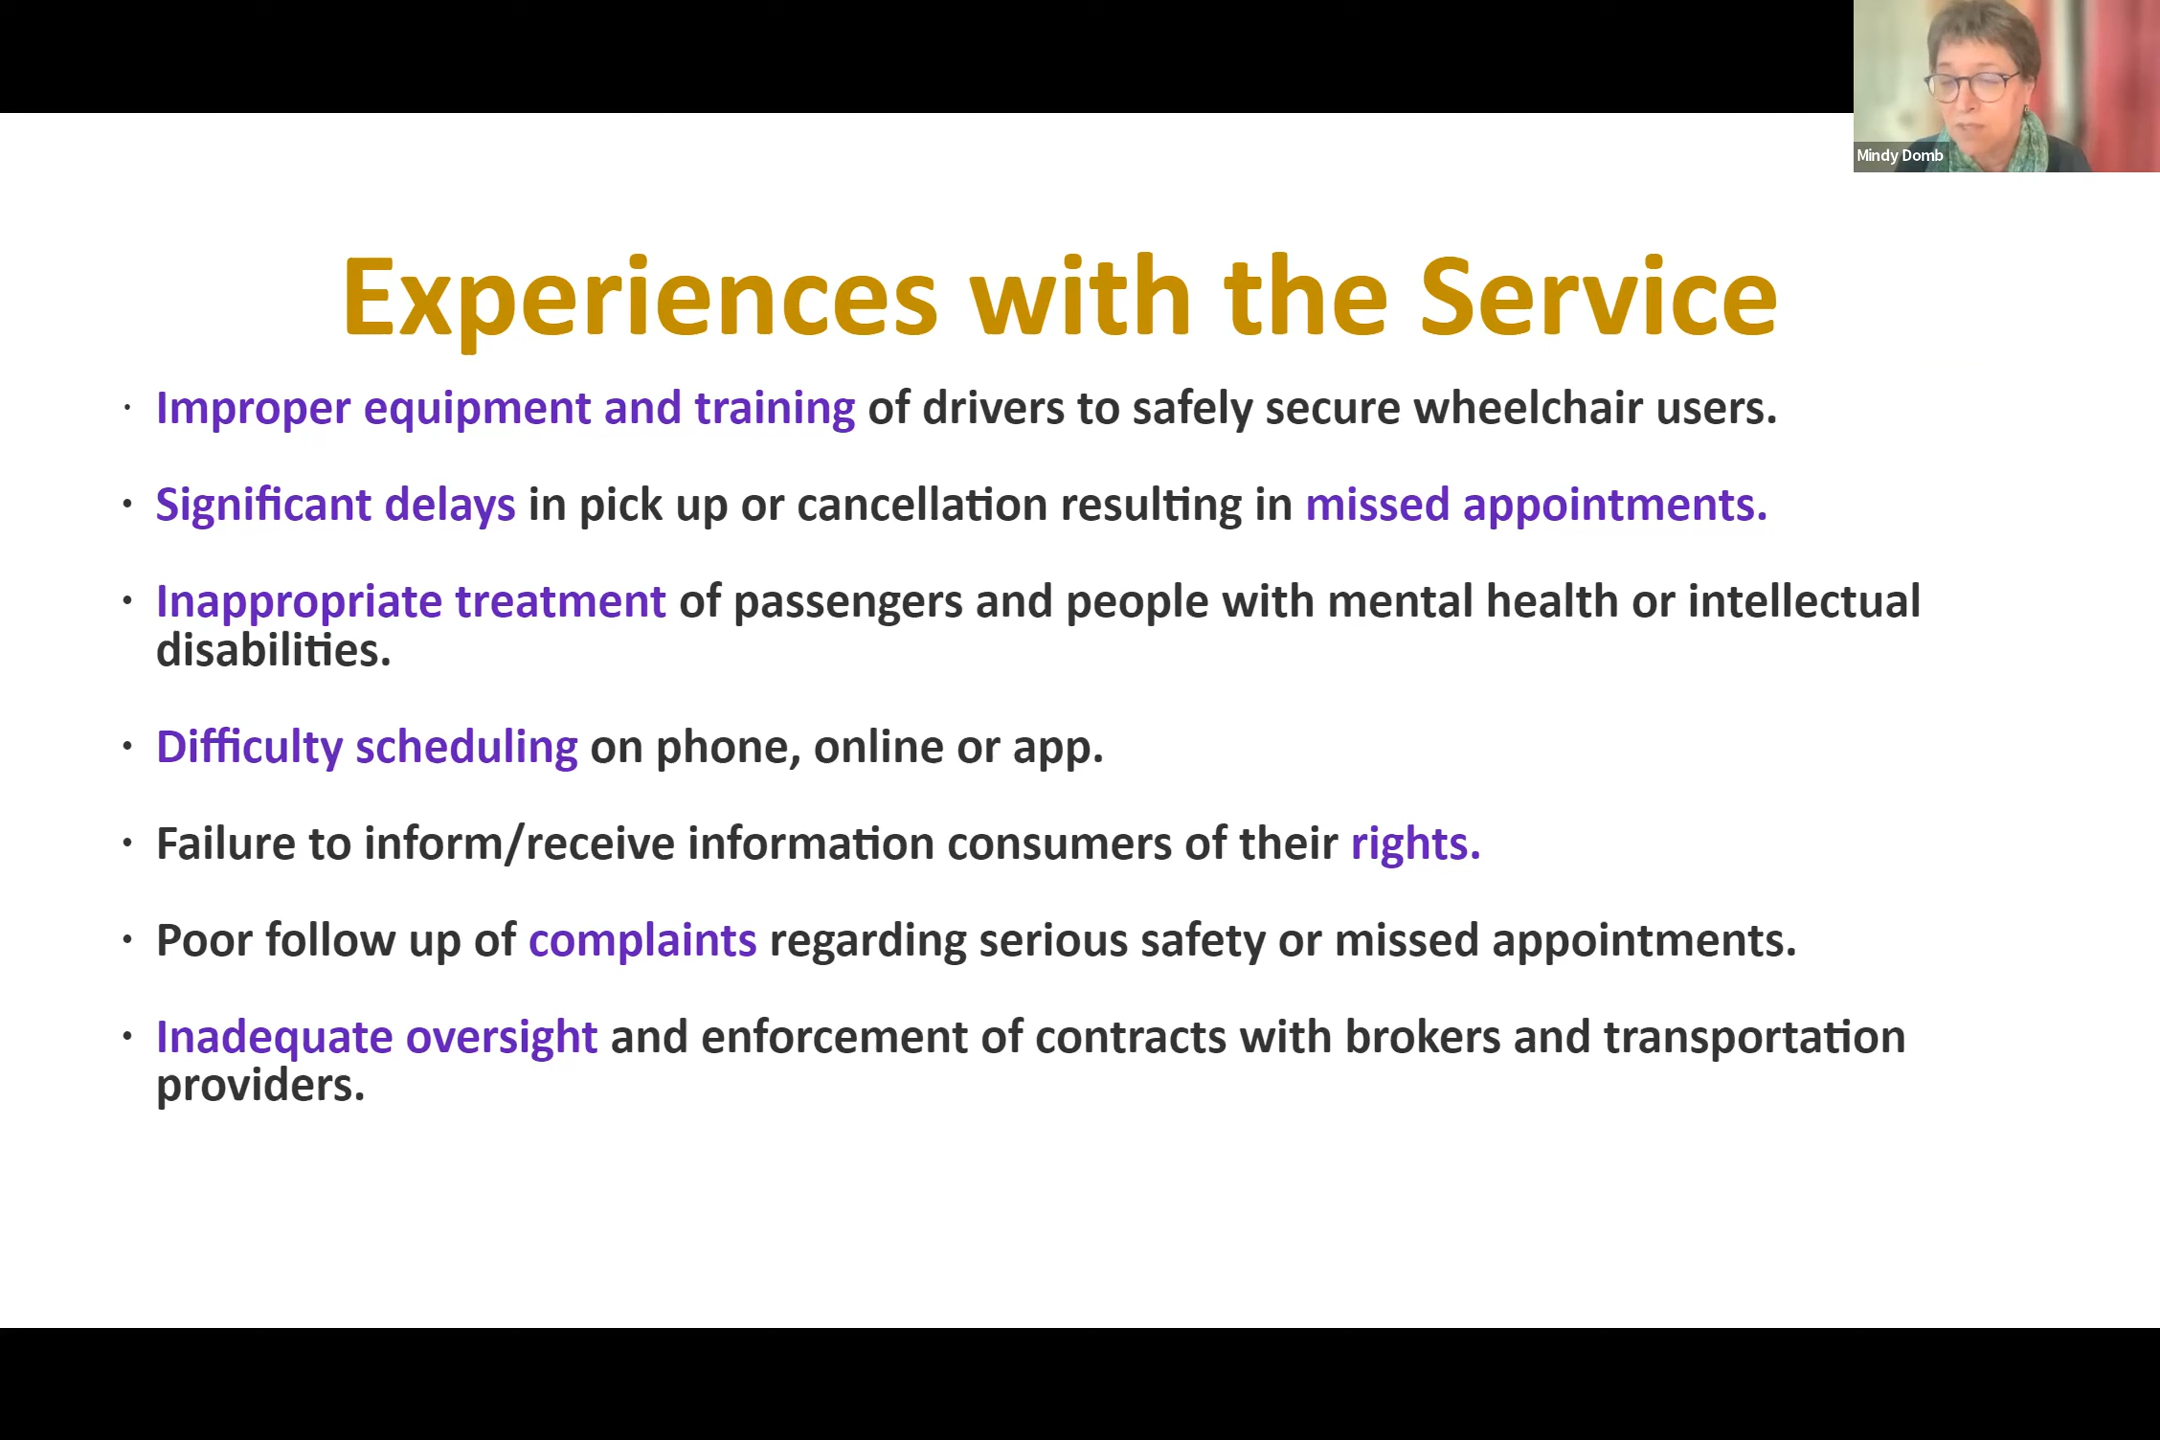 Mindy Domb
Experiences with the Service
· Improper equipment and training of drivers to safely secure wheelchair users.
· Significant delays in pick up or cancellation resulting in missed appointments.
· Inappropriate treatment of passengers and people with mental health or intellectual
disabilities.
· Difficulty scheduling on phone, online or app.
· Failure to inform/receive information consumers of their rights.
· Poor follow up of complaints regarding serious safety or missed appointments.
· Inadequate oversight and enforcement of contracts with brokers and transportation
providers.